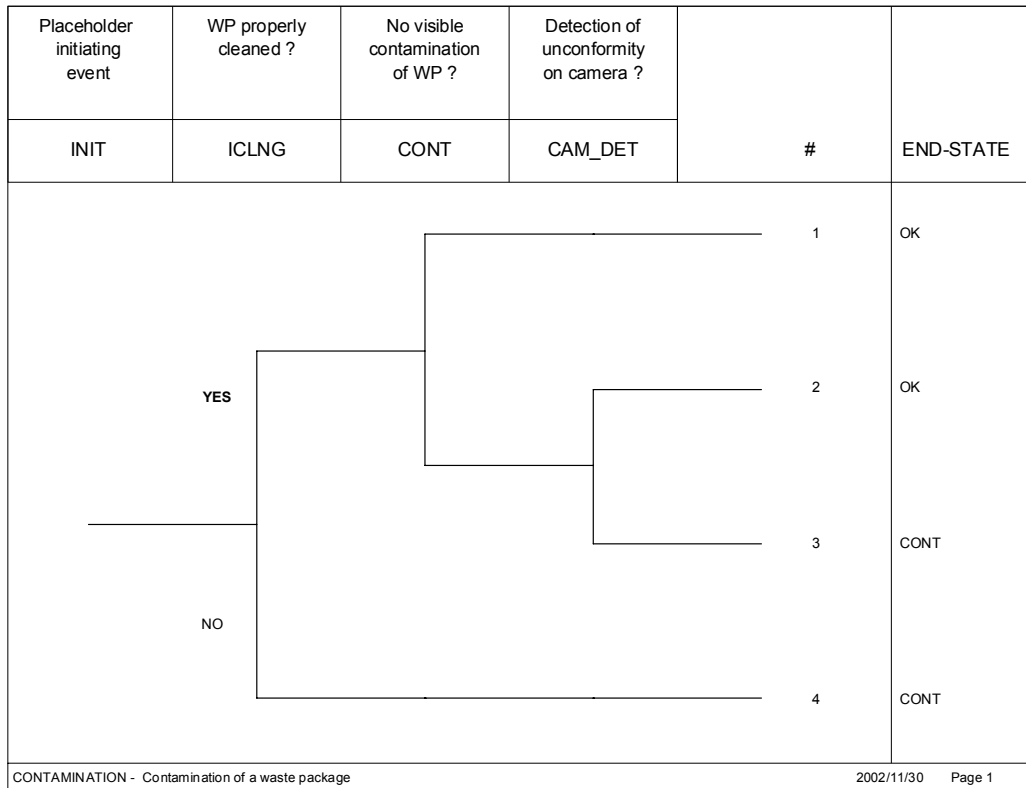 Placeholder
initiating
event
WP properly
cleaned ?
No visible
contamination
of WP ?
Detection of
unconformity
on camera ?
INIT
ICLNG
CONT
CAM_DET
#
END-STATE
1
OK
YES
2
OK
3
CONT
NO
4
CONT
CONTAMINATION - Contamination of a waste package
2002/11/30
Page 1